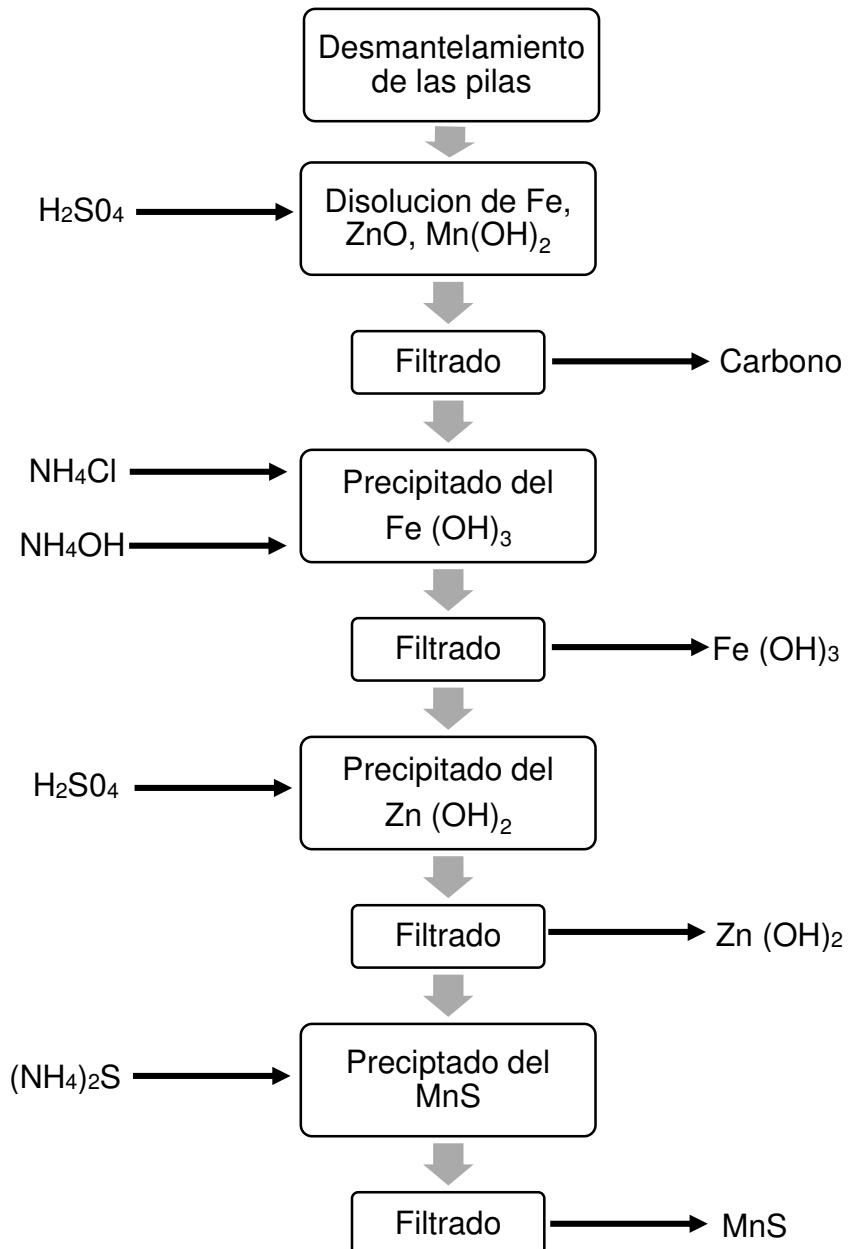 Desmantelamiento
de las pilas
H₂S0₄
Disolucion de Fe,
ZnO, Mn(OH)₂
Filtrado
Carbono
NH₄Cl
NH₄OH
Precipitado del
Fe (OH)₃
Filtrado
Fe (OH)₃
H₂S0₄
Precipitado del
Zn (OH)₂
Filtrado
Zn (OH)₂
(NH₄)₂S
Preciptado del
MnS
Filtrado
MnS